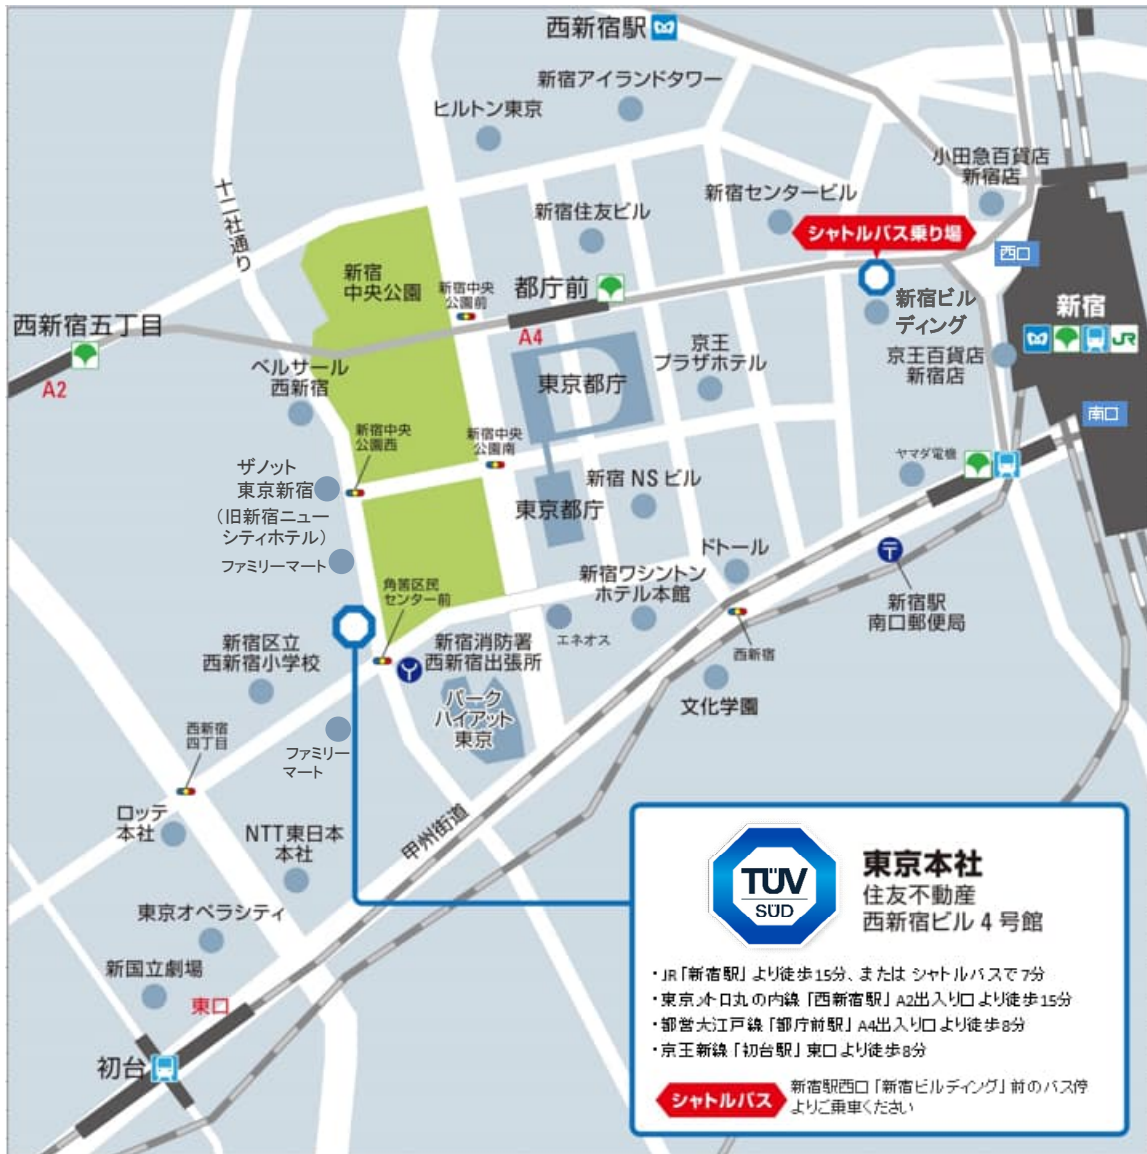 西新宿駅
新宿アイランドタワー
ヒルトン東京
小田急百貨店
新宿店
十二社通り
新宿センタービル
新宿住友ビル
シャトルバス乗り場
西口
新宿
中央公園
新宿中央
公園前
都庁前
新宿ビル
ディング
新宿
JR
西新宿五丁目
A4
A2
ベルサール
西新宿
東京都庁
京王
プラザホテル
京王百貨店
新宿店
南口
新宿中央
公園西
新宿中央
公園南
ヤマダ電機
ザノット
東京新宿
(旧新宿ニュー
シティホテル)
新宿 NS ビル
東京都庁
ファミリーマート
角筈区民
センター前
ドトール
新宿ワシントン
ホテル本館
新宿駅
南口郵便局
新宿区立
西新宿小学校
新宿消防署
西新宿出張所
エネオス
西新宿
パーク
ハイアット
東京
文化学園
西新宿
四丁目
ファミリー
マート
ロッテ
本社
NTT東日本
本社
甲州街道
東京オペラシティ
新国立劇場
東口
初台
TÜV
SÜD
東京本社
住友不動産
西新宿ビル 4 号館
・JR「新宿駅」より徒歩15分、または シャトルバスで7分
・東京メトロ丸の内線「西新宿駅」A2出入り口より徒歩15分
・都営大江戸線「都庁前駅」A4出入り口より徒歩8分
・京王新線「初台駅」東口より徒歩8分
シャトルバス
新宿駅西口「新宿ビルディング」前のバス停
よりご乗車ください